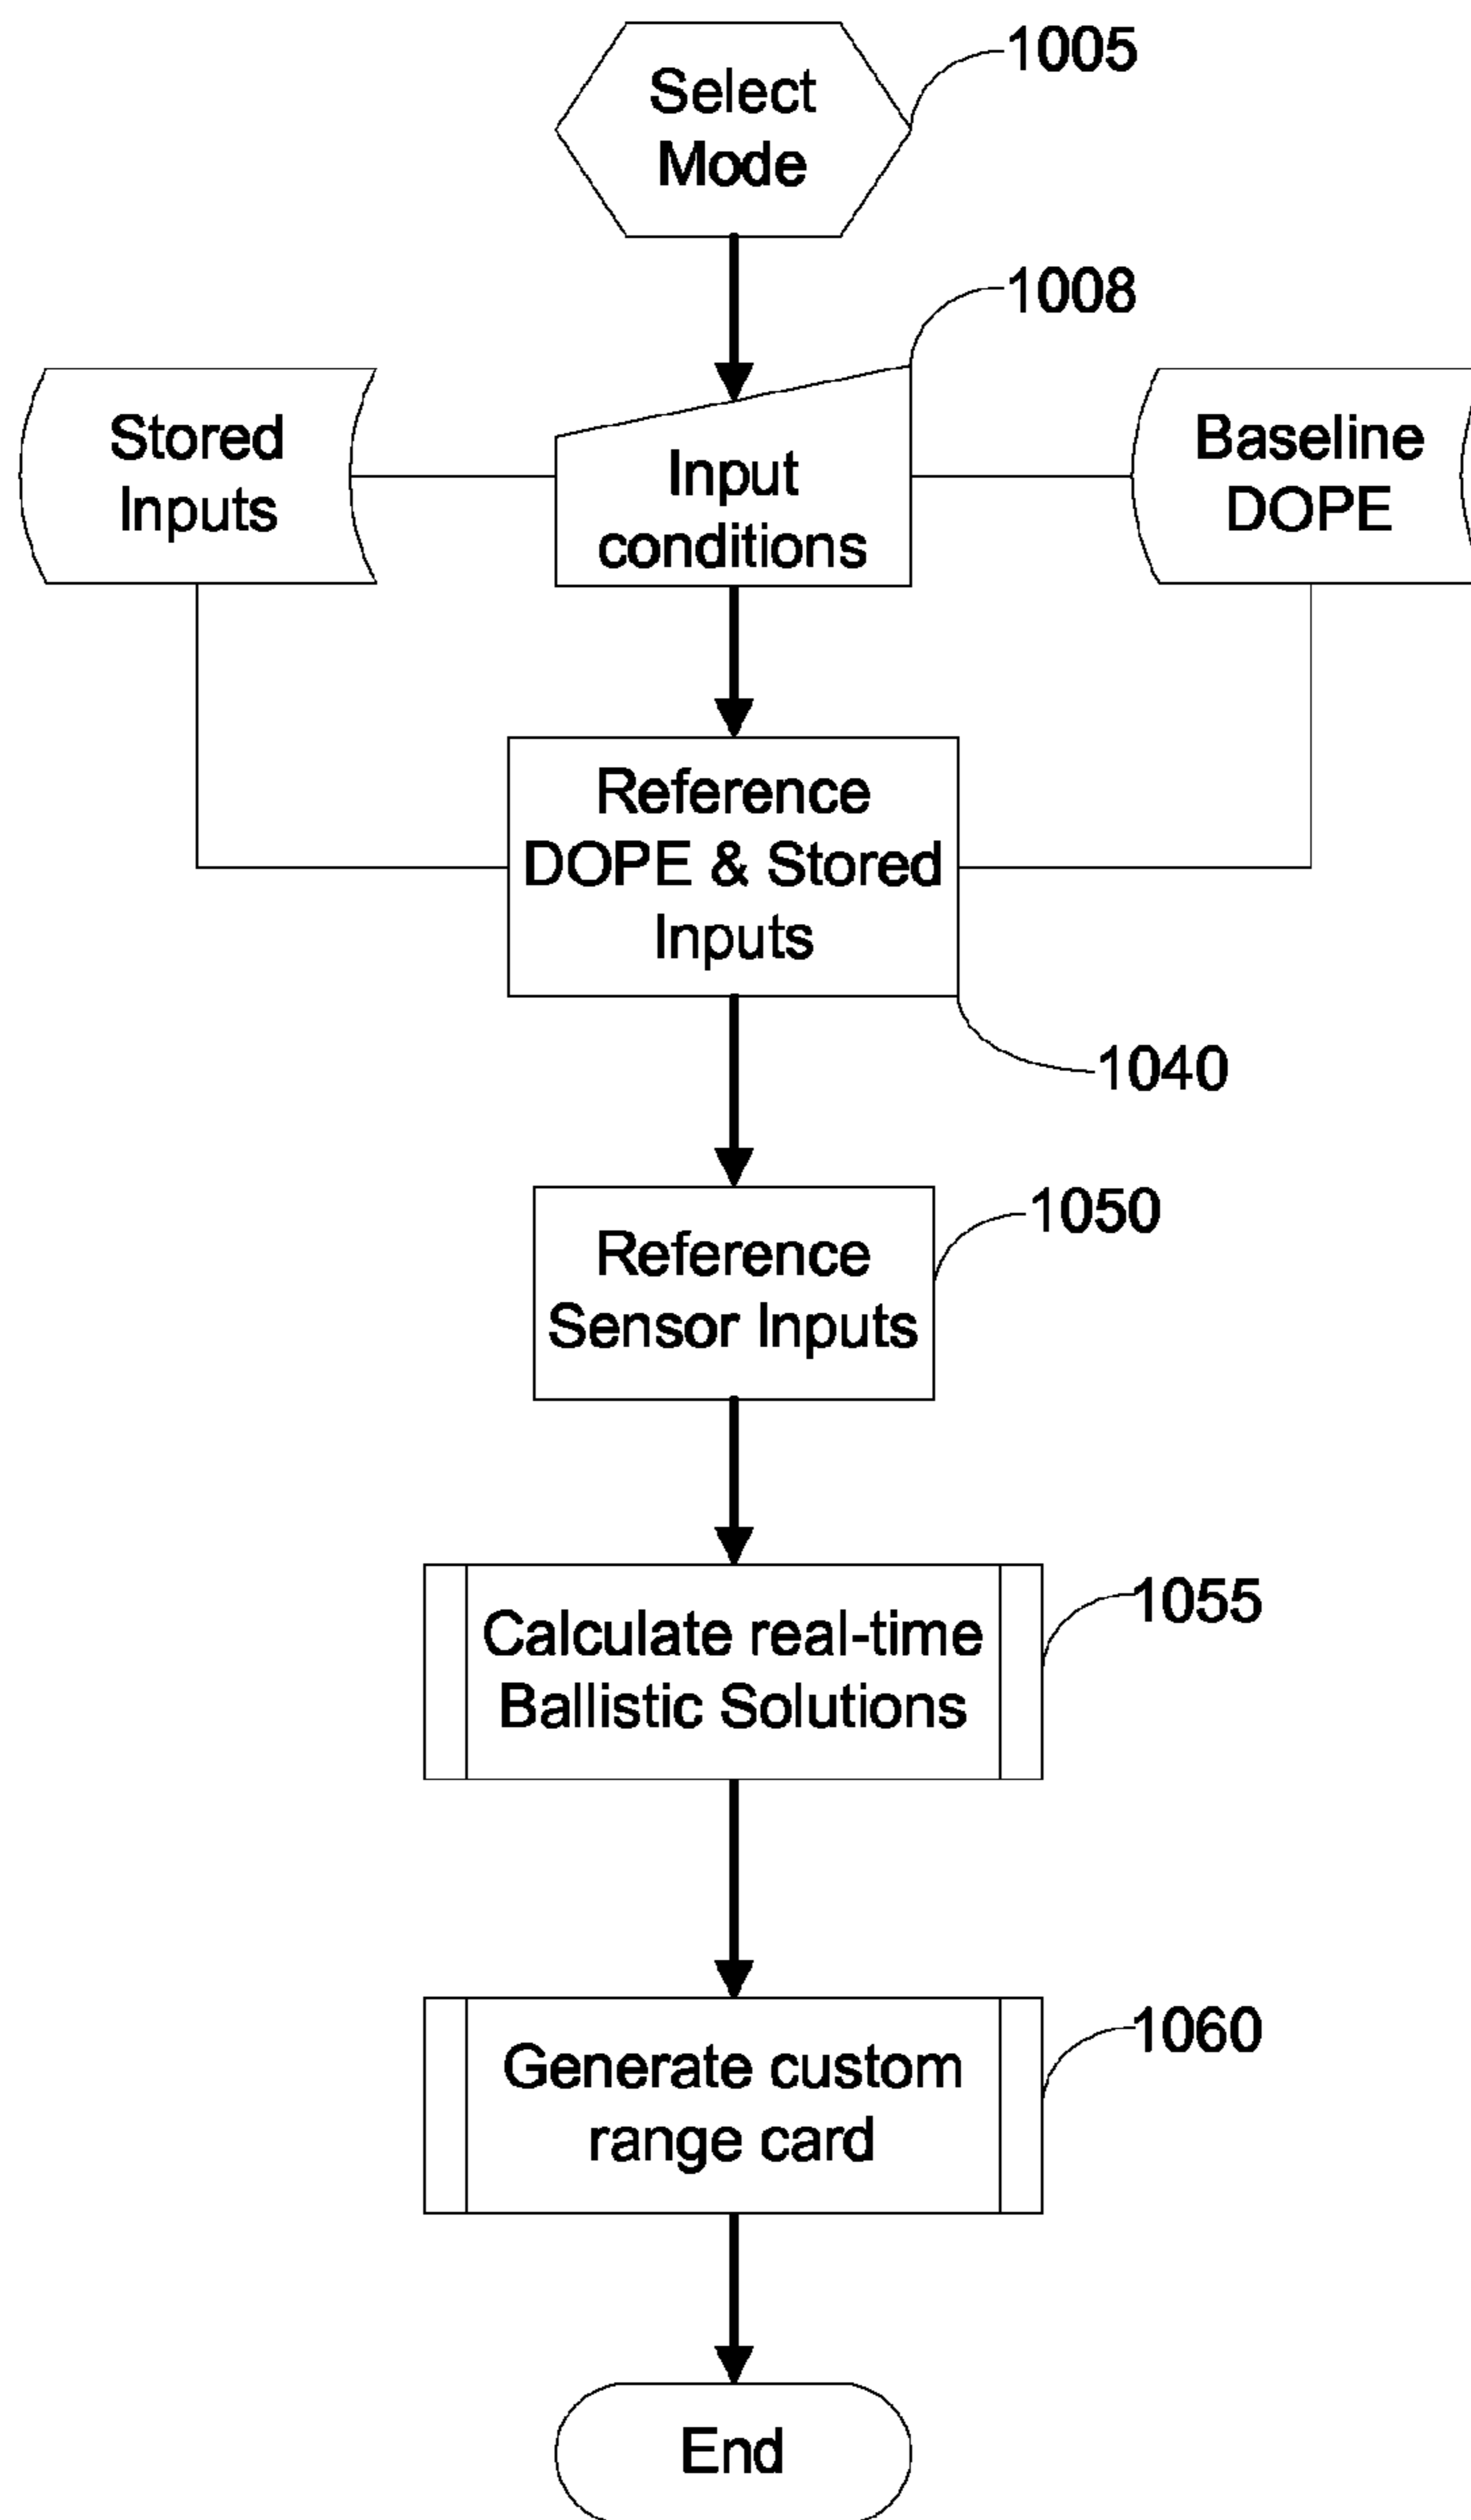 Select
Mode
1005
1008
Stored
Inputs
Input
conditions
Baseline
DOPE
Reference
DOPE & Stored
Inputs
1040
Reference
Sensor Inputs
1050
Calculate real-time
Ballistic Solutions
1055
Generate custom
range card
1060
End